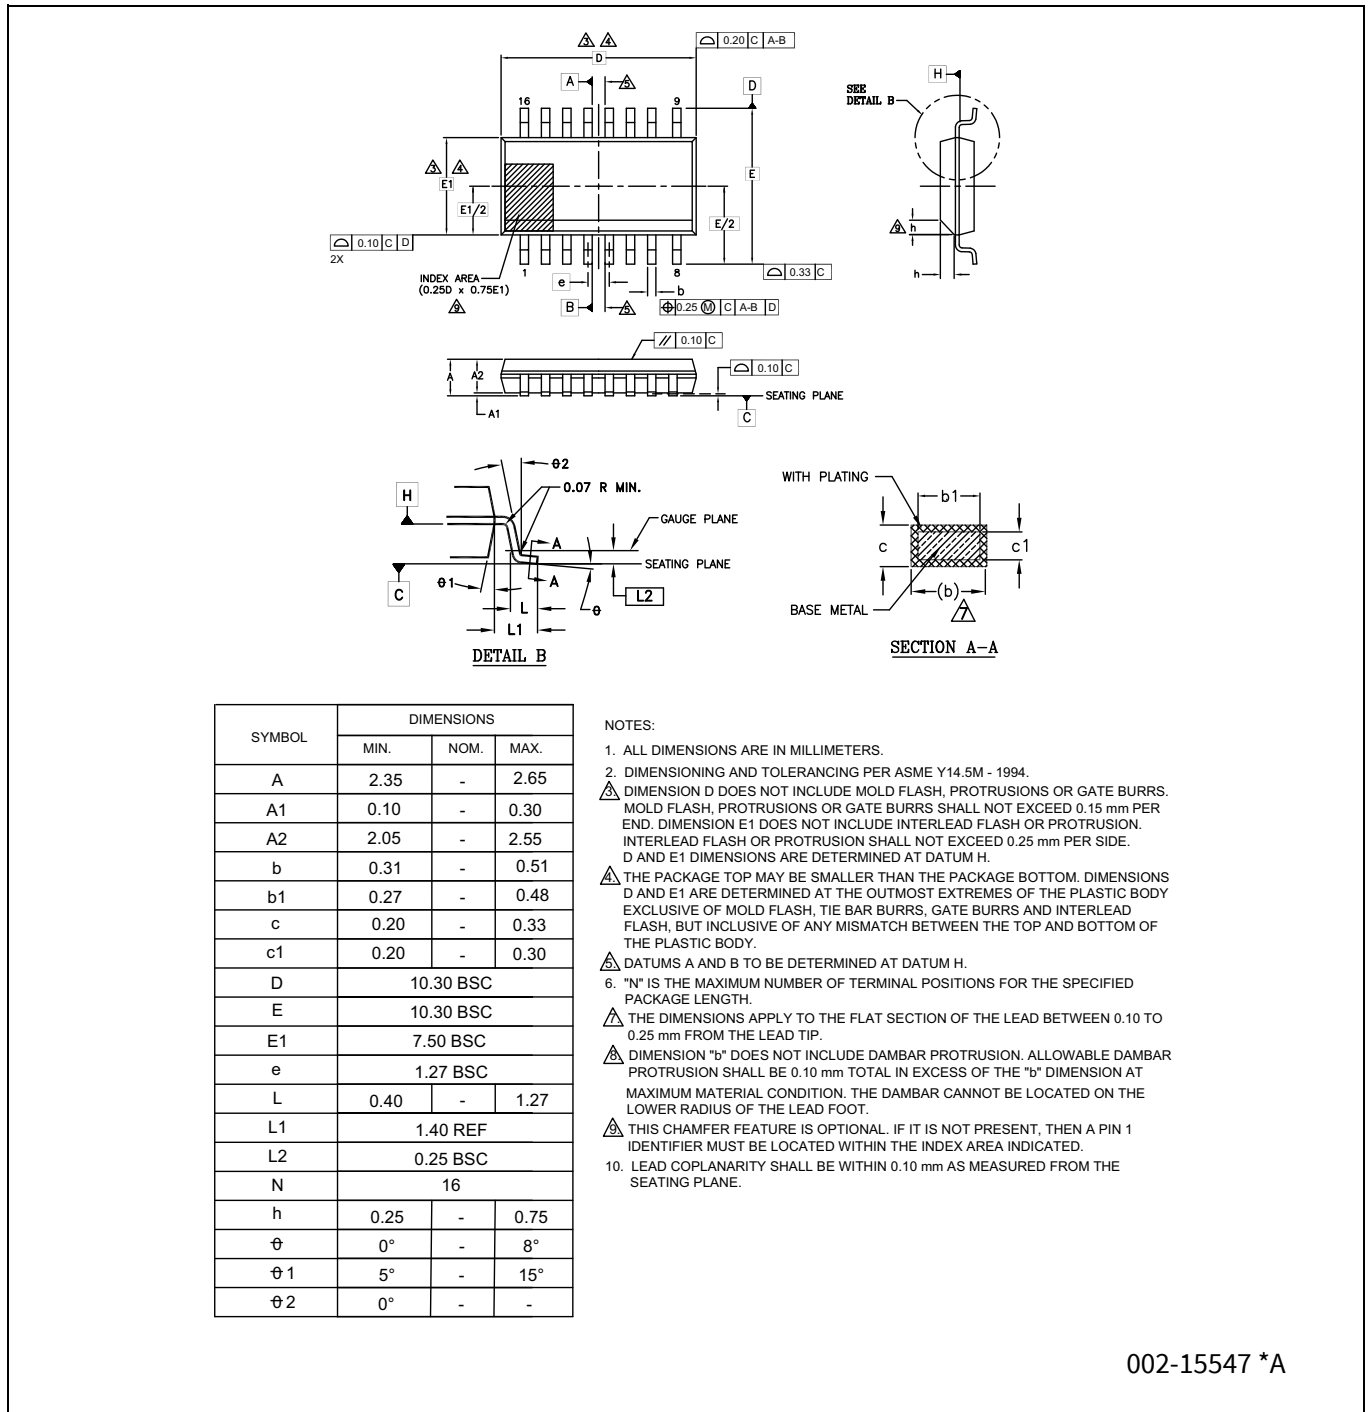 3 4
D
0.20 C A-B
A
5
D
16 9
3 4
E1
E1/2
E
E/2
0.10 C D
2X
1 8
0.33 C
INDEX AREA
(0.25D x 0.75E1)
9
e
b
B
5
0.25 M C A-B D
SEE
DETAIL B
H
9 h
h
0.10 C
A
A2
A1
0.10 C
SEATING PLANE
C
θ2
0.07 R MIN.
H
GAUGE PLANE
A
SEATING PLANE
A
θ1
C
L2
L
θ
L1
DETAIL B
WITH PLATING
b1
c
c1
(b)
BASE METAL
7
SECTION A-A
SYMBOL DIMENSIONS
MIN. NOM. MAX.
A 2.35 - 2.65
A1 0.10 - 0.30
A2 2.05 - 2.55
b 0.31 - 0.51
b1 0.27 - 0.48
c 0.20 - 0.33
c1 0.20 - 0.30
D 10.30 BSC
E 10.30 BSC
E1 7.50 BSC
e 1.27 BSC
L 0.40 - 1.27
L1 1.40 REF
L2 0.25 BSC
N 16
h 0.25 - 0.75
θ 0° - 8°
θ 1 5° - 15°
θ 2 0° - -
NOTES:
1. ALL DIMENSIONS ARE IN MILLIMETERS.
2. DIMENSIONING AND TOLERANCING PER ASME Y14.5M - 1994.
3. DIMENSION D DOES NOT INCLUDE MOLD FLASH, PROTRUSIONS OR GATE BURRS.
MOLD FLASH, PROTRUSIONS OR GATE BURRS SHALL NOT EXCEED 0.15 mm PER
END. DIMENSION E1 DOES NOT INCLUDE INTERLEAD FLASH OR PROTRUSION.
INTERLEAD FLASH OR PROTRUSION SHALL NOT EXCEED 0.25 mm PER SIDE.
D AND E1 DIMENSIONS ARE DETERMINED AT DATUM H.
4. THE PACKAGE TOP MAY BE SMALLER THAN THE PACKAGE BOTTOM. DIMENSIONS
D AND E1 ARE DETERMINED AT THE OUTMOST EXTREMES OF THE PLASTIC BODY
EXCLUSIVE OF MOLD FLASH, TIE BAR BURRS, GATE BURRS AND INTERLEAD
FLASH, BUT INCLUSIVE OF ANY MISMATCH BETWEEN THE TOP AND BOTTOM OF
THE PLASTIC BODY.
5. DATUMS A AND B TO BE DETERMINED AT DATUM H.
6. "N" IS THE MAXIMUM NUMBER OF TERMINAL POSITIONS FOR THE SPECIFIED
PACKAGE LENGTH.
7. THE DIMENSIONS APPLY TO THE FLAT SECTION OF THE LEAD BETWEEN 0.10 TO
0.25 mm FROM THE LEAD TIP.
8. DIMENSION "b" DOES NOT INCLUDE DAMBAR PROTRUSION. ALLOWABLE DAMBAR
PROTRUSION SHALL BE 0.10 mm TOTAL IN EXCESS OF THE "b" DIMENSION AT
MAXIMUM MATERIAL CONDITION. THE DAMBAR CANNOT BE LOCATED ON THE
LOWER RADIUS OF THE LEAD FOOT.
9. THIS CHAMFER FEATURE IS OPTIONAL. IF IT IS NOT PRESENT, THEN A PIN 1
IDENTIFIER MUST BE LOCATED WITHIN THE INDEX AREA INDICATED.
10. LEAD COPLANARITY SHALL BE WITHIN 0.10 mm AS MEASURED FROM THE
SEATING PLANE.
002-15547 *A